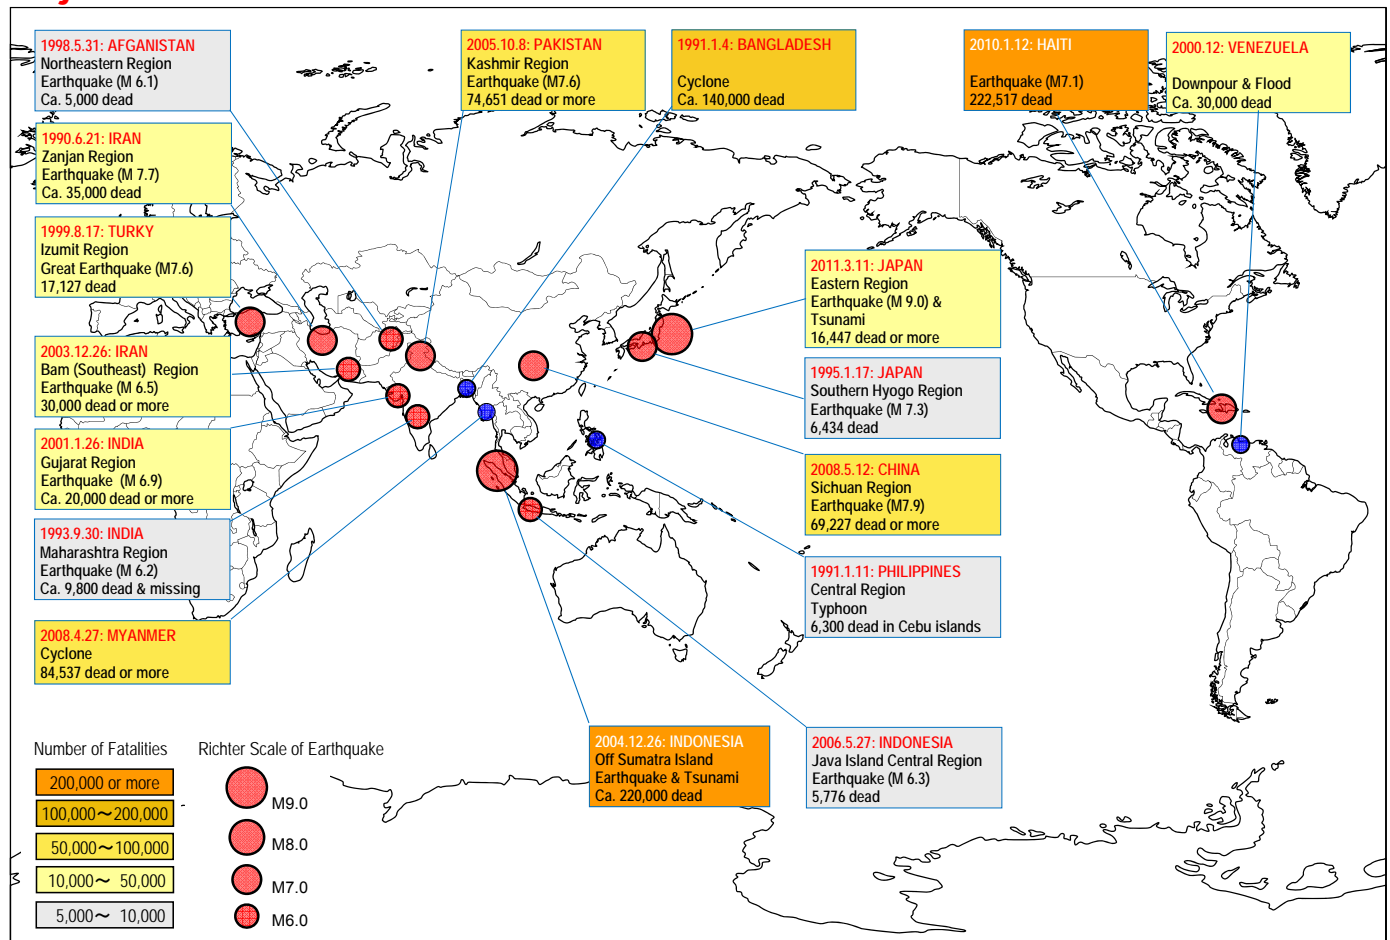 1998.5.31: AFGANISTAN
Northeastern Region
Earthquake (M 6.1)
Ca. 5,000 dead
2005.10.8: PAKISTAN
Kashmir Region
Earthquake (M7.6)
74,651 dead or more
1991.1.4: BANGLADESH
Cyclone
Ca. 140,000 dead
2010.1.12: HAITI
Earthquake (M7.1)
222,517 dead
2000.12: VENEZUELA
Downpour & Flood
Ca. 30,000 dead
1990.6.21: IRAN
Zanjan Region
Earthquake (M 7.7)
Ca. 35,000 dead
1999.8.17: TURKY
Izumit Region
Great Earthquake (M7.6)
17,127 dead
2003.12.26: IRAN
Bam (Southeast) Region
Earthquake (M 6.5)
30,000 dead or more
2001.1.26: INDIA
Gujarat Region
Earthquake (M 6.9)
Ca. 20,000 dead or more
1993.9.30: INDIA
Maharashtra Region
Earthquake (M 6.2)
Ca. 9,800 dead & missing
2008.4.27: MYANMER
Cyclone
84,537 dead or more
2011.3.11: JAPAN
Eastern Region
Earthquake (M 9.0) &
Tsunami
16,447 dead or more
1995.1.17: JAPAN
Southern Hyogo Region
Earthquake (M 7.3)
6,434 dead
2008.5.12: CHINA
Sichuan Region
Earthquake (M7.9)
69,227 dead or more
1991.1.11: PHILIPPINES
Central Region
Typhoon
6,300 dead in Cebu islands
2004.12.26: INDONESIA
Off Sumatra Island
Earthquake & Tsunami
Ca. 220,000 dead
2006.5.27: INDONESIA
Java Island Central Region
Earthquake (M 6.3)
5,776 dead
Number of Fatalities
200,000 or more
100,000～200,000
50,000～100,000
10,000～ 50,000
5,000～ 10,000
Richter Scale of Earthquake
M9.0
M8.0
M7.0
M6.0